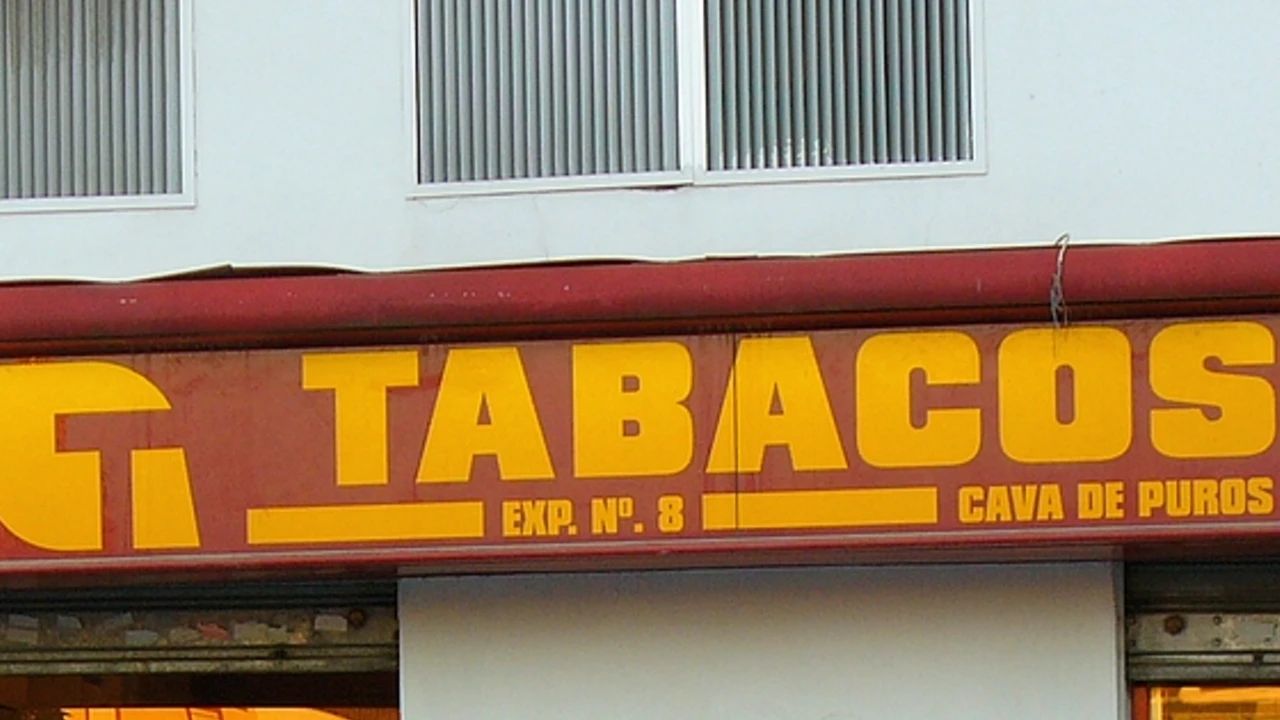 TABACOS
EXP. Nº. 8 CAVA DE PUROS